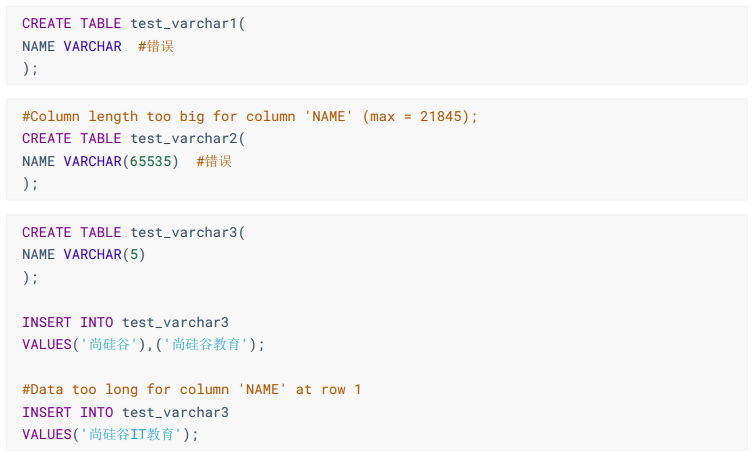 CREATE TABLE test_varchar1(
NAME VARCHAR  #错误
);
#Column length too big for column 'NAME' (max = 21845);
CREATE TABLE test_varchar2(
NAME VARCHAR(65535)  #错误
);
CREATE TABLE test_varchar3(
NAME VARCHAR(5)
);
INSERT INTO test_varchar3
VALUES('尚硅谷'),('尚硅谷教育');
#Data too long for column 'NAME' at row 1
INSERT INTO test_varchar3
VALUES('尚硅谷IT教育');